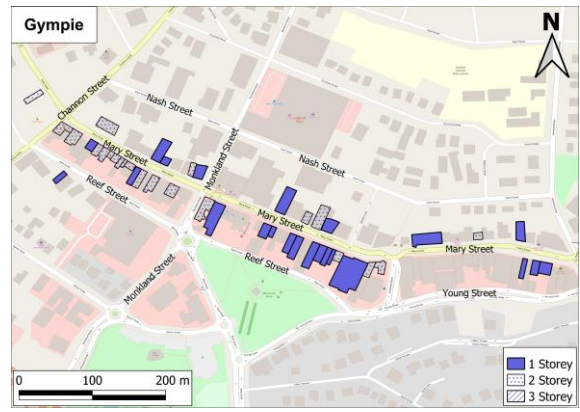 Gympie
N
Channon Street
Nash Street
Monkland Street
Mary Street
Nash Street
Reef Street
Mary Street
Mary Street
Reef Street
Monkland Street
Young Street
0 100 200 m
1 Storey
2 Storey
3 Storey